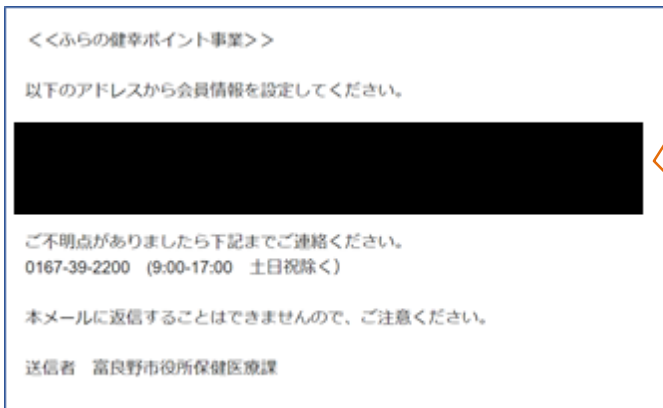 <<ふらの健幸ポイント事業>>
以下のアドレスから会員情報を設定してください。
ご不明点がありましたら下記までご連絡ください。
0167-39-2200　(9:00-17:00　土日祝除く)
本メールに返信することはできませんので、ご注意ください。
送信者　富良野市役所保健医療課